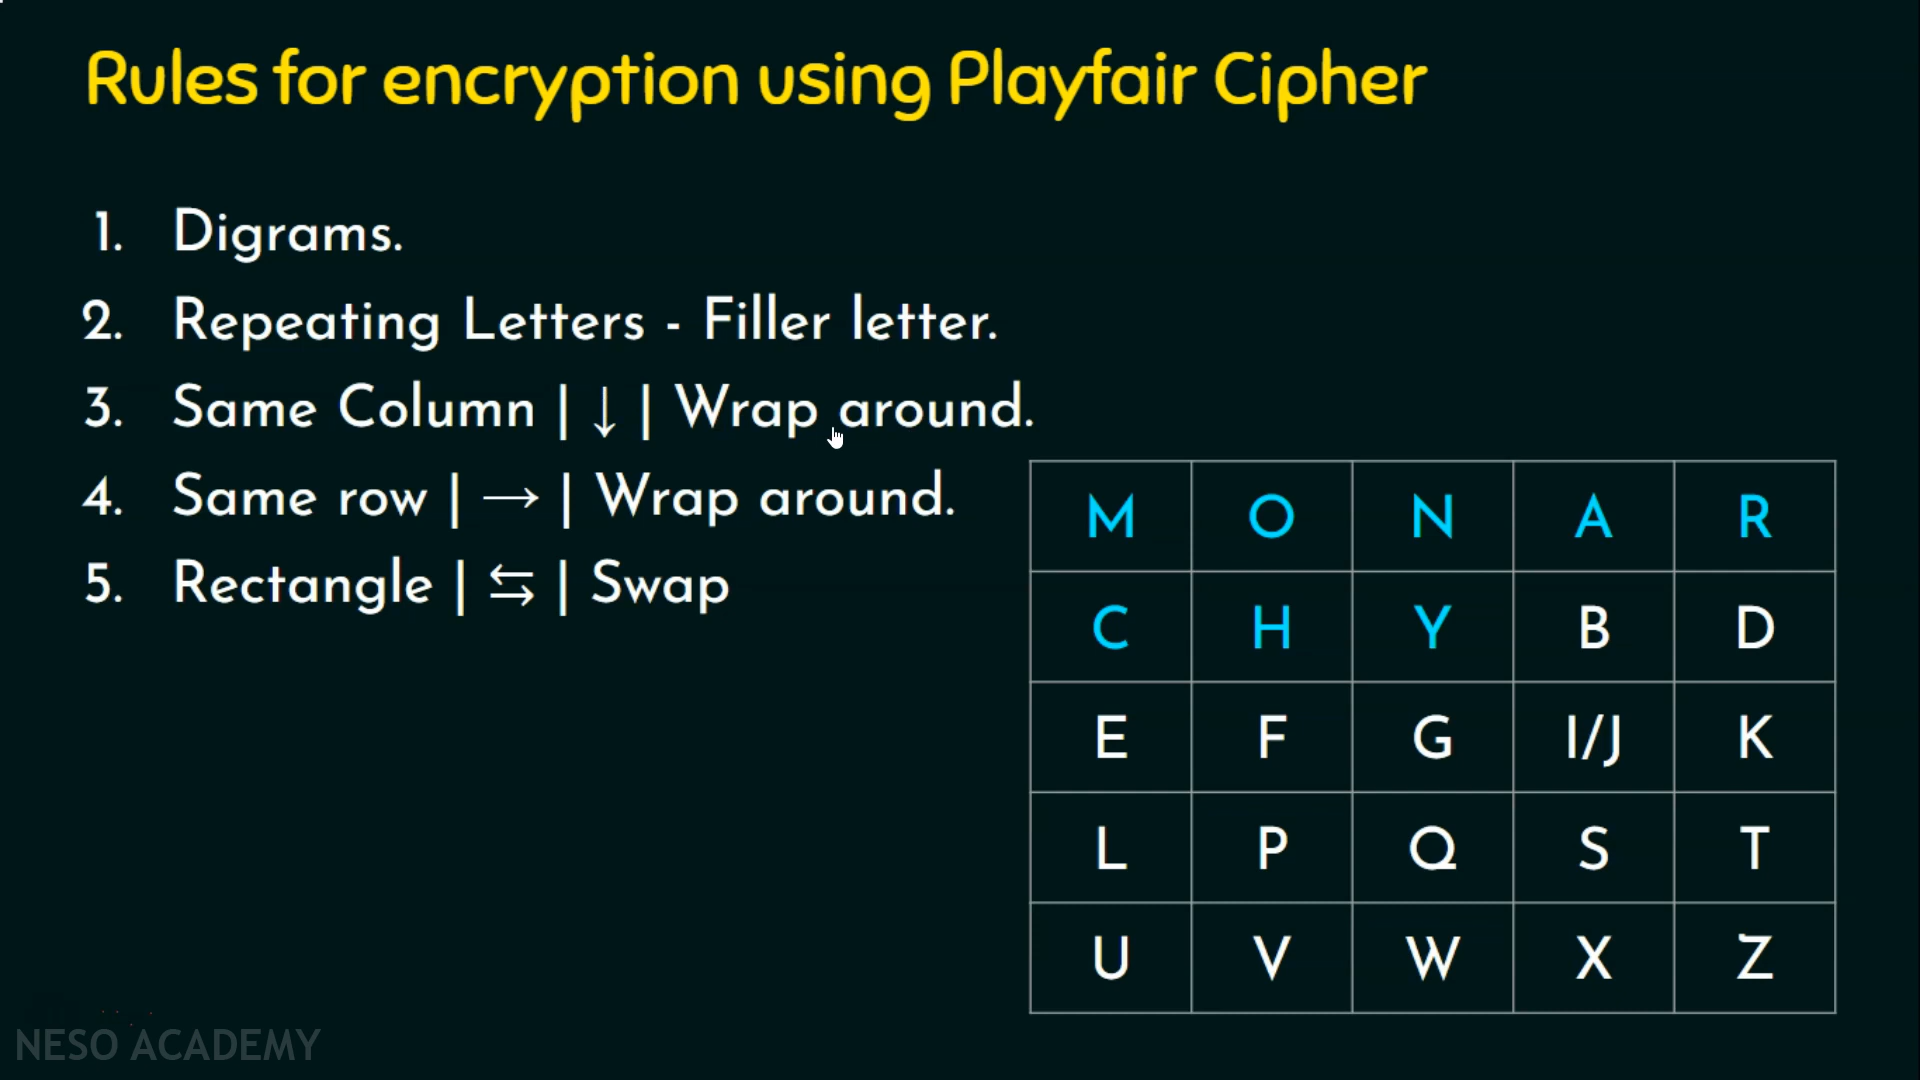 Rules for encryption using Playfair Cipher
1. Digrams.
2. Repeating Letters - Filler letter.
3. Same Column | ↓ | Wrap around.
4. Same row | → | Wrap around.
5. Rectangle | ⇆ | Swap
M O N A R
C H Y B D
E F G I/J K
L P Q S T
U V W X Z
NESO ACADEMY